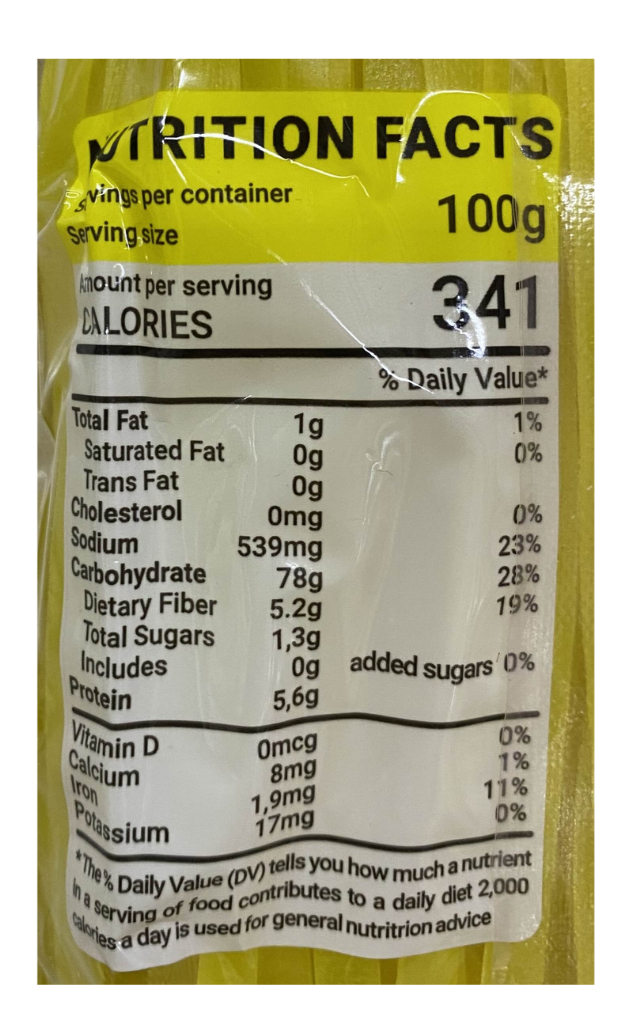 NUTRITION FACTS
Servings per container
Serving size 100g
Amount per serving
CALORIES 341
% Daily Value*
Total Fat 1g 1%
Saturated Fat 0g 0%
Trans Fat 0g
Cholesterol 0mg 0%
Sodium 539mg 23%
Carbohydrate 78g 28%
Dietary Fiber 5.2g 19%
Total Sugars 1,3g
Includes 0g added sugars 0%
Protein 5,6g
Vitamin D 0mcg 0%
Calcium 8mg 1%
Iron 1,9mg 11%
Potassium 17mg 0%
*The % Daily Value (DV) tells you how much a nutrient
in a serving of food contributes to a daily diet 2,000
calories a day is used for general nutritrion advice